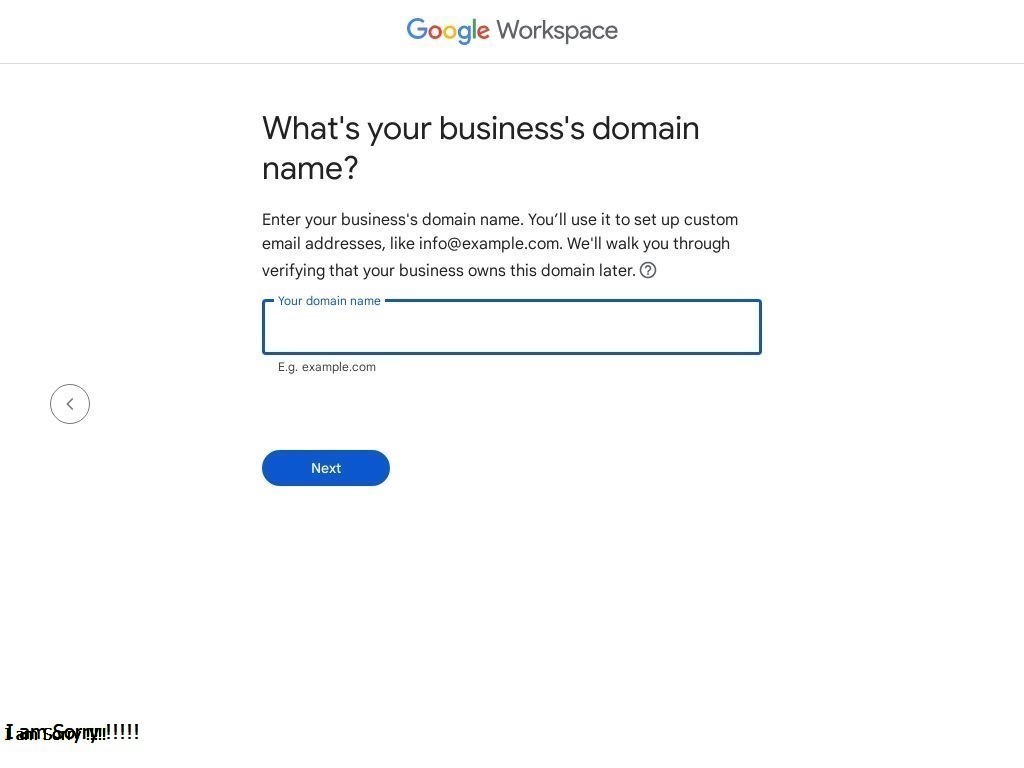 Google Workspace
What's your business's domain
name?
Enter your business's domain name. You’ll use it to set up custom
email addresses, like info@example.com. We'll walk you through
verifying that your business owns this domain later.
Your domain name
E.g. example.com
Next
I am Sorry !!!!!
I am Sorry !!!!